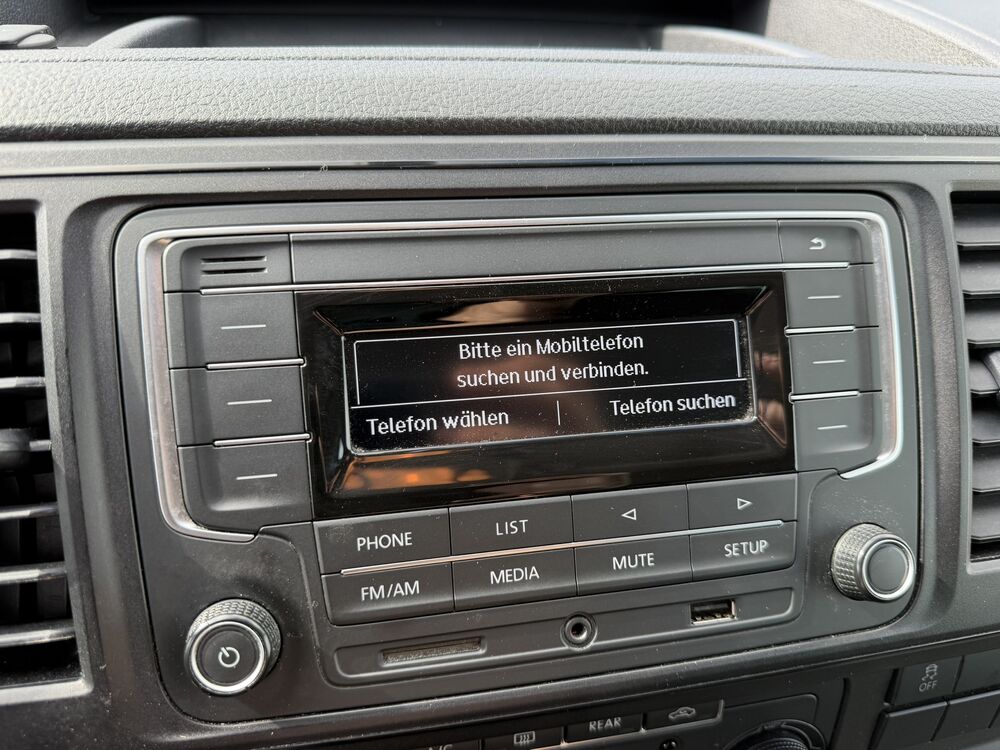 Bitte ein Mobiltelefon
suchen und verbinden.
Telefon wählen | Telefon suchen
PHONE LIST
FM/AM MEDIA MUTE SETUP
OFF
A/C REAR